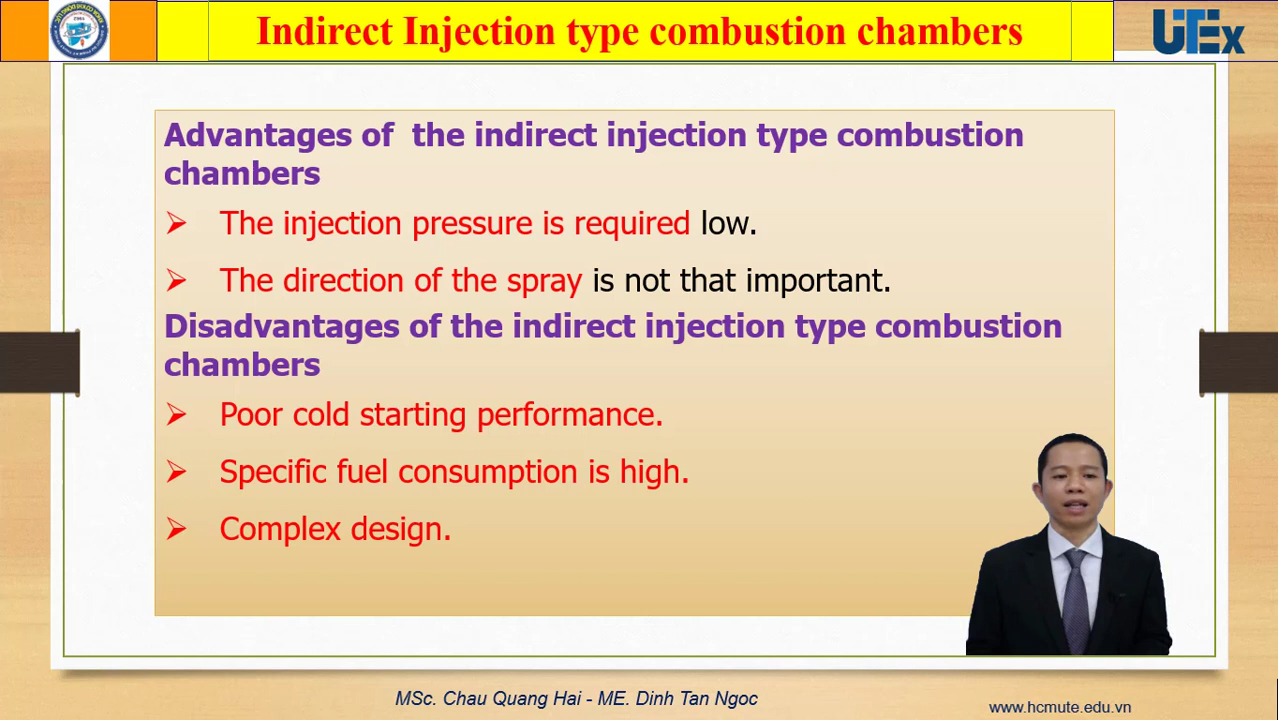 Indirect Injection type combustion chambers
UTEx
Advantages of the indirect injection type combustion
chambers
The injection pressure is required low.
The direction of the spray is not that important.
Disadvantages of the indirect injection type combustion
chambers
Poor cold starting performance.
Specific fuel consumption is high.
Complex design.
MSc. Chau Quang Hai - ME. Dinh Tan Ngoc
www.hcmute.edu.vn